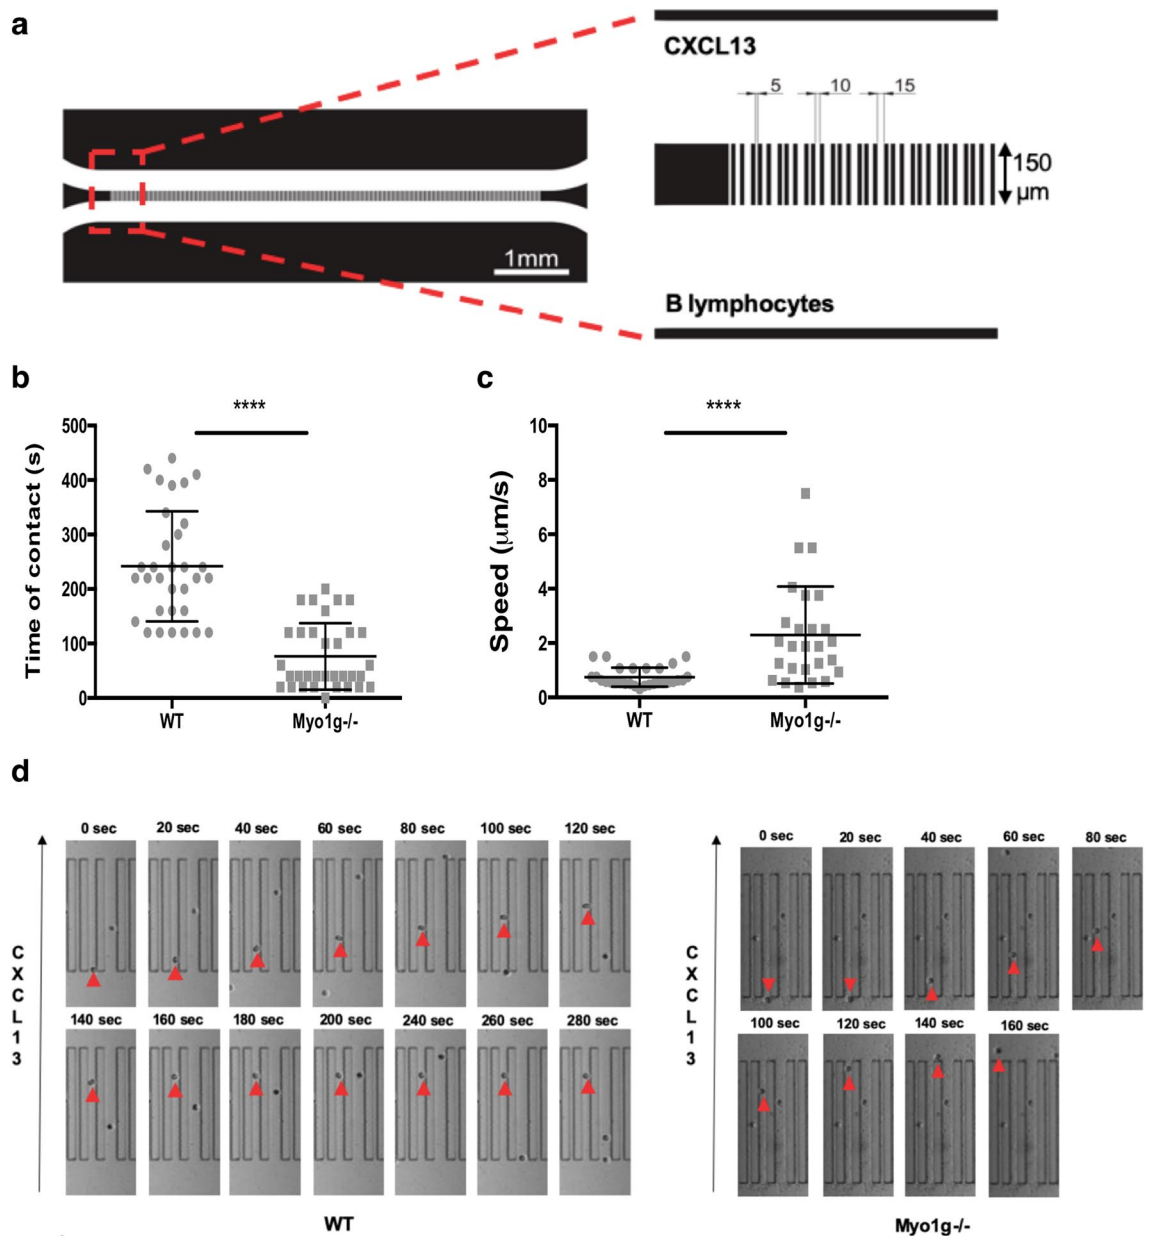 a
CXCL13
5 10 15
150
µm
1mm
B lymphocytes
b
****
Time of contact (s)
500
400
300
200
100
0
WT Myo1g-/-
c
****
Speed (µm/s)
10
8
6
4
2
0
WT Myo1g-/-
d
CXCL13
0 sec 20 sec 40 sec 60 sec 80 sec 100 sec 120 sec
140 sec 160 sec 180 sec 200 sec 240 sec 260 sec 280 sec
WT
CXCL13
0 sec 20 sec 40 sec 60 sec 80 sec
100 sec 120 sec 140 sec 160 sec
Myo1g-/-